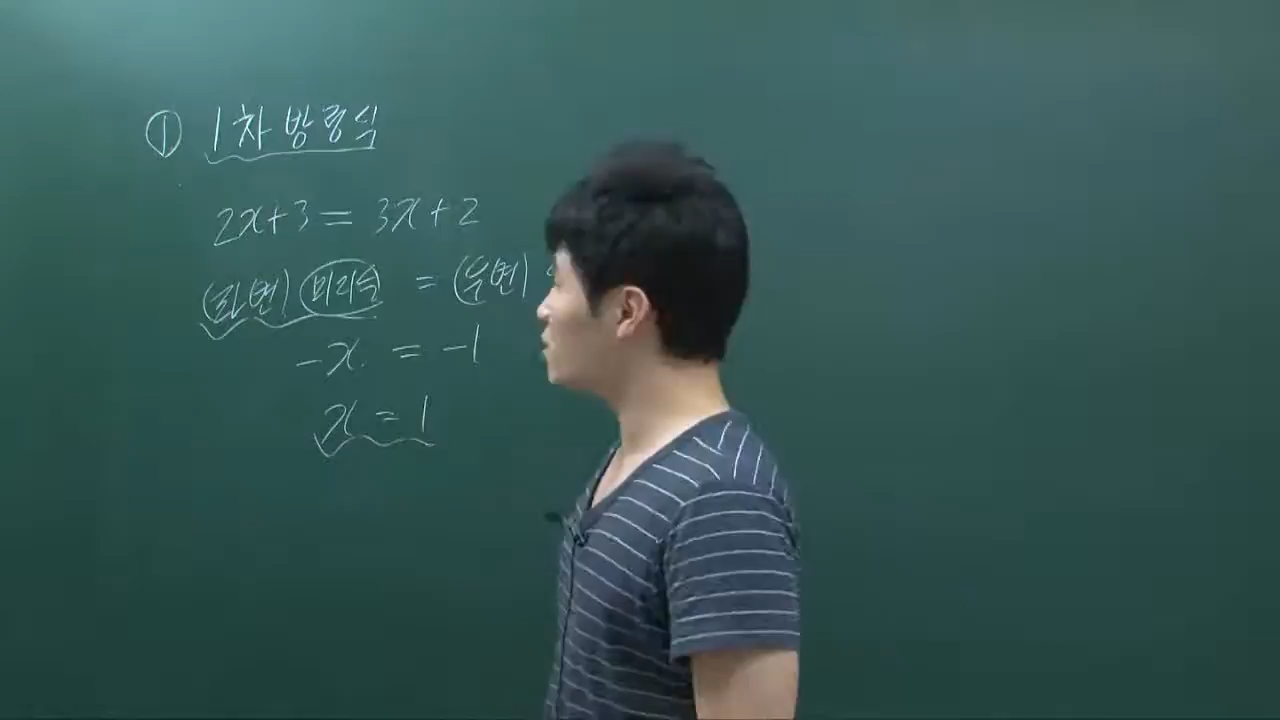 ① 1차 방정식
2x+3 = 3x+2
(좌변) 미지수 = (우변)
-x = -1
x = 1